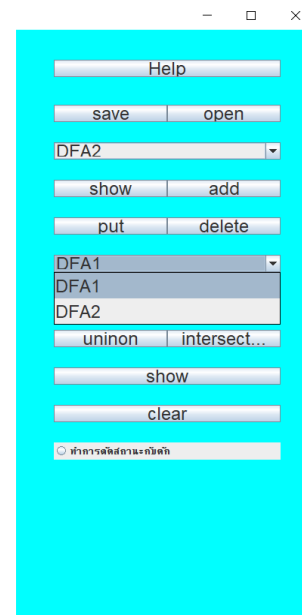 Help
save open
DFA2
show add
put delete
DFA1
DFA1
DFA2
uninon intersect...
show
clear
ทำการตัดสถานะกับดัก